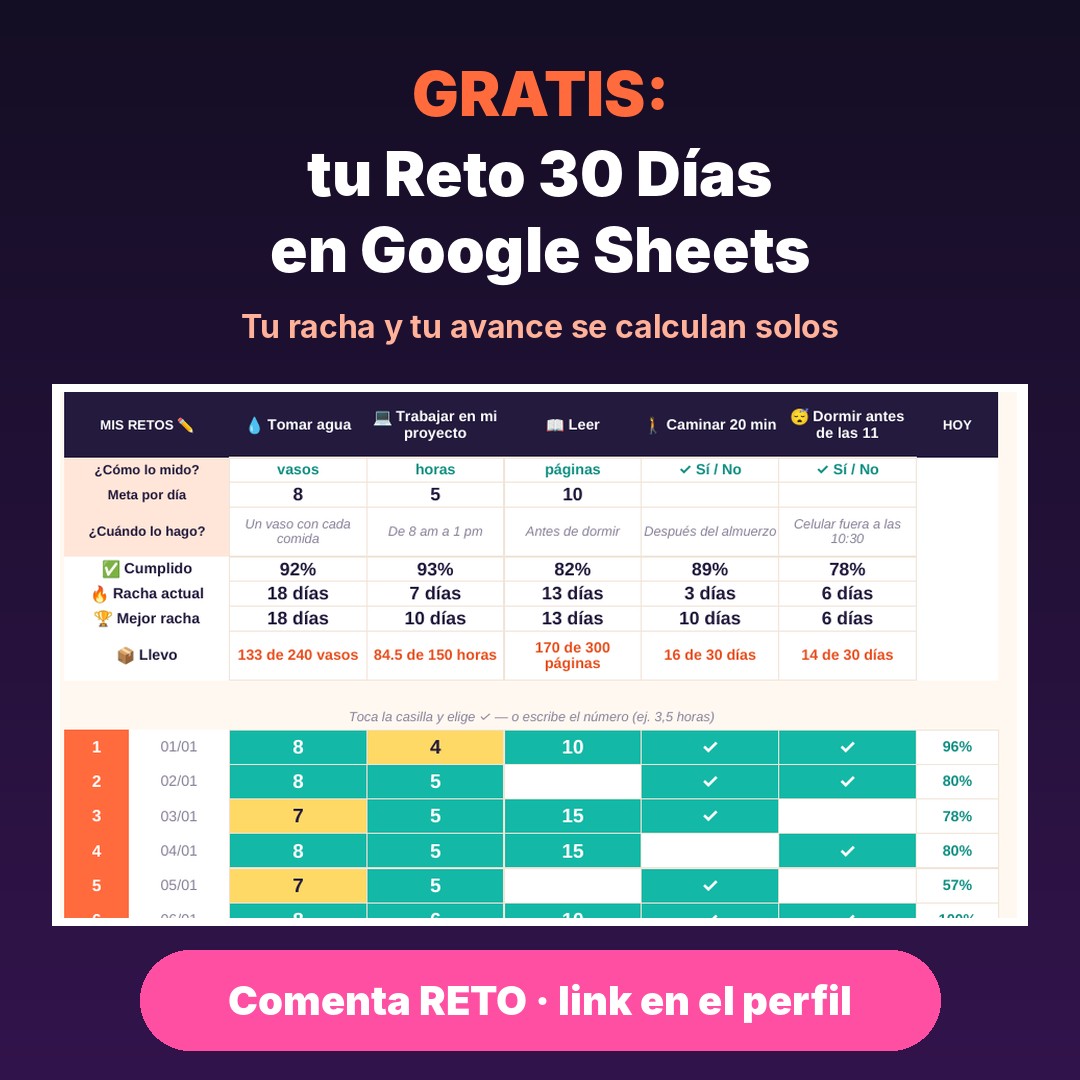 GRATIS:
tu Reto 30 Días
en Google Sheets
Tu racha y tu avance se calculan solos
MIS RETOS ✏️ 💧 Tomar agua 💻 Trabajar en mi proyecto 📖 Leer 🚶 Caminar 20 min 😴 Dormir antes de las 11 HOY
¿Cómo lo mido? vasos horas páginas ✓ Sí / No ✓ Sí / No
Meta por día 8 5 10
¿Cuándo lo hago? Un vaso con cada comida De 8 am a 1 pm Antes de dormir Después del almuerzo Celular fuera a las 10:30
✅ Cumplido 92% 93% 82% 89% 78%
🔥 Racha actual 18 días 7 días 13 días 3 días 6 días
🏆 Mejor racha 18 días 10 días 13 días 10 días 6 días
📦 Llevo 133 de 240 vasos 84.5 de 150 horas 170 de 300 páginas 16 de 30 días 14 de 30 días
Toca la casilla y elige ✓ — o escribe el número (ej. 3,5 horas)
1 01/01 8 4 10 ✓ ✓ 96%
2 02/01 8 5 ✓ ✓ 80%
3 03/01 7 5 15 ✓ 78%
4 04/01 8 5 15 ✓ 80%
5 05/01 7 5 ✓ 57%
6 06/01 8 6 10 ✓ ✓ 100%
Comenta RETO · link en el perfil